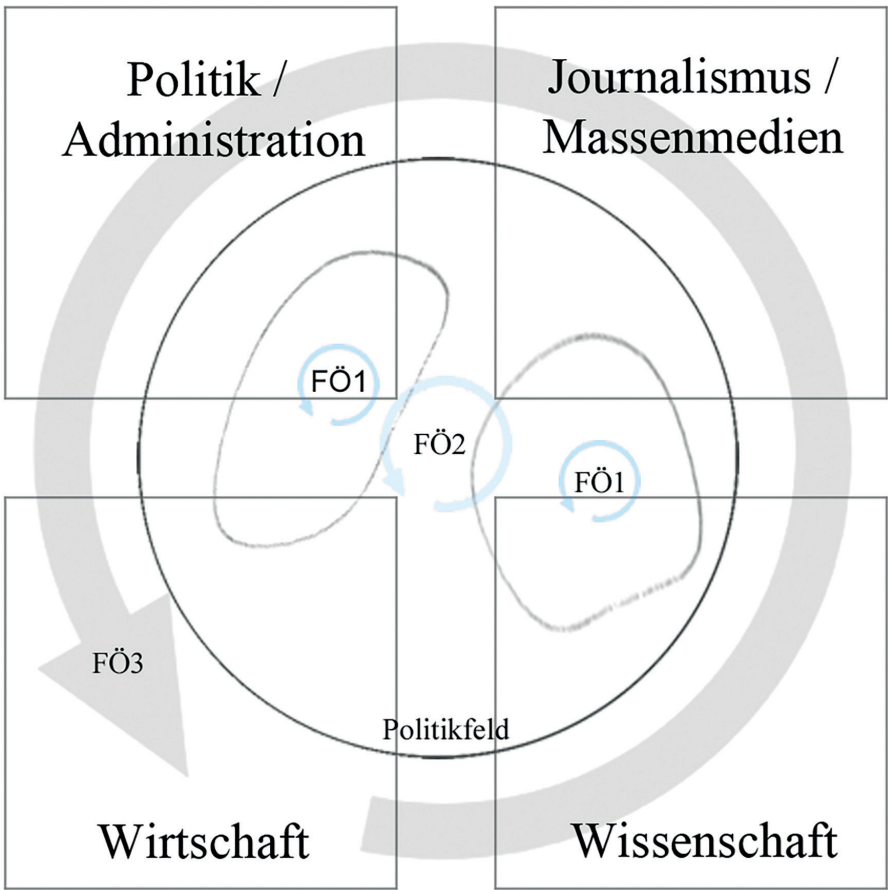 Politik /
Administration
Journalismus /
Massenmedien
FÖ1
FÖ2
FÖ1
FÖ3
Politikfeld
Wirtschaft
Wissenschaft